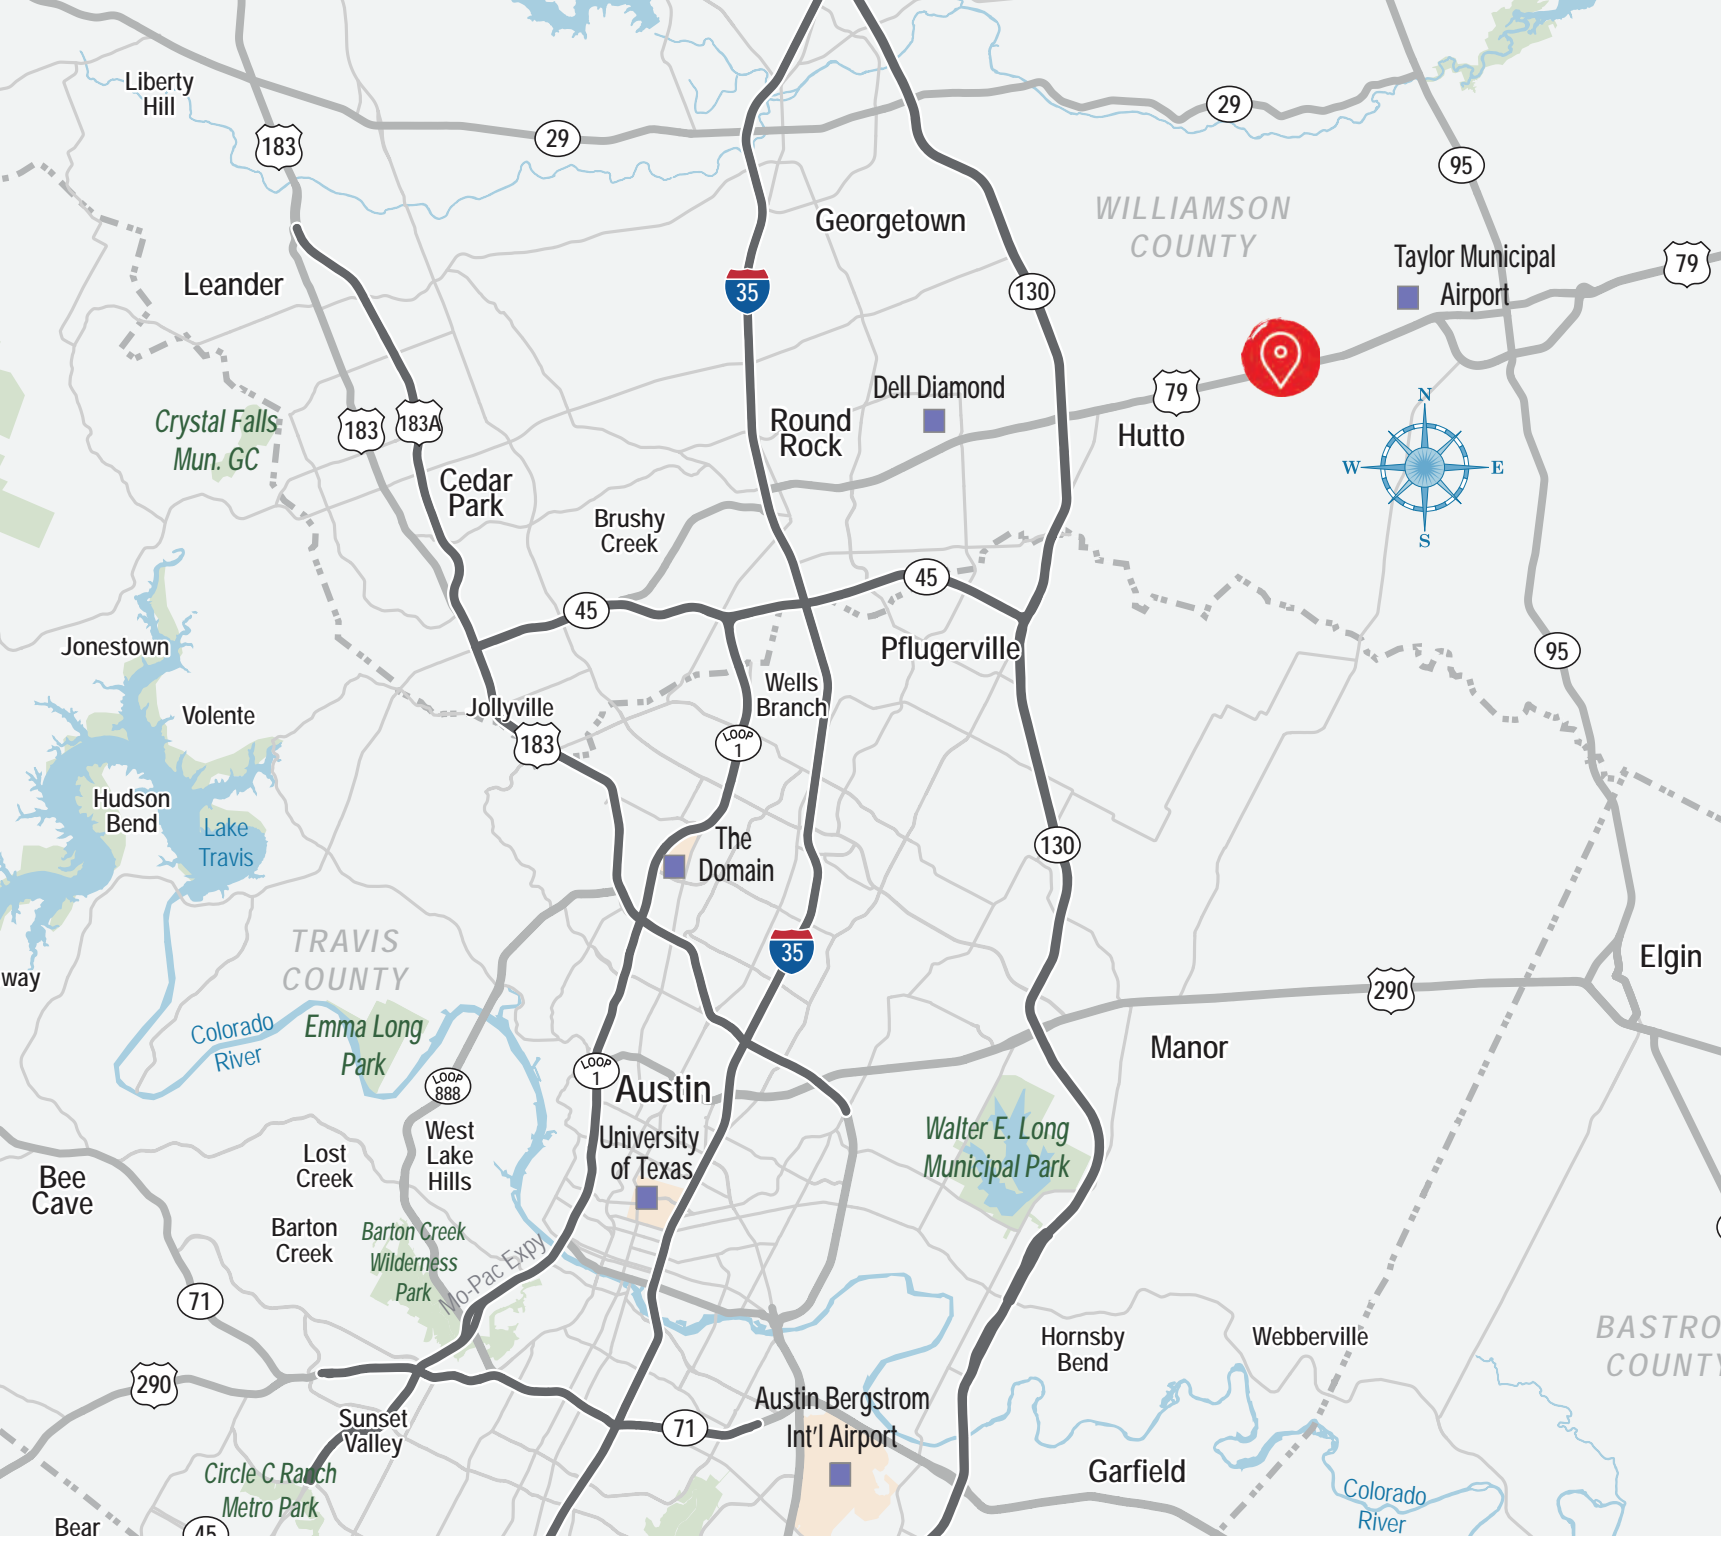 Liberty
Hill
183
29
29
95
WILLIAMSON
COUNTY
Georgetown
Taylor Municipal
Airport
79
Leander
35
130
Dell Diamond
79
Crystal Falls
Mun. GC
183
183A
Round
Rock
Hutto
N
W
E
S
Cedar
Park
Brushy
Creek
45
45
Jonestown
Pflugerville
95
Wells
Branch
Volente
Jollyville
183
LOOP
1
Hudson
Bend
Lake
Travis
The
Domain
130
TRAVIS
COUNTY
35
Elgin
way
290
Colorado
River
Emma Long
Park
Manor
LOOP
888
LOOP
1
Austin
West
Lake
Hills
University
of Texas
Walter E. Long
Municipal Park
Lost
Creek
Bee
Cave
Barton
Creek
Barton Creek
Wilderness
Park
Mo-Pac Expy
71
Hornsby
Bend
Webberville
BASTRO
COUNTY
290
Austin Bergstrom
Int'l Airport
Sunset
Valley
71
Circle C Ranch
Metro Park
Garfield
Colorado
River
Bear
45